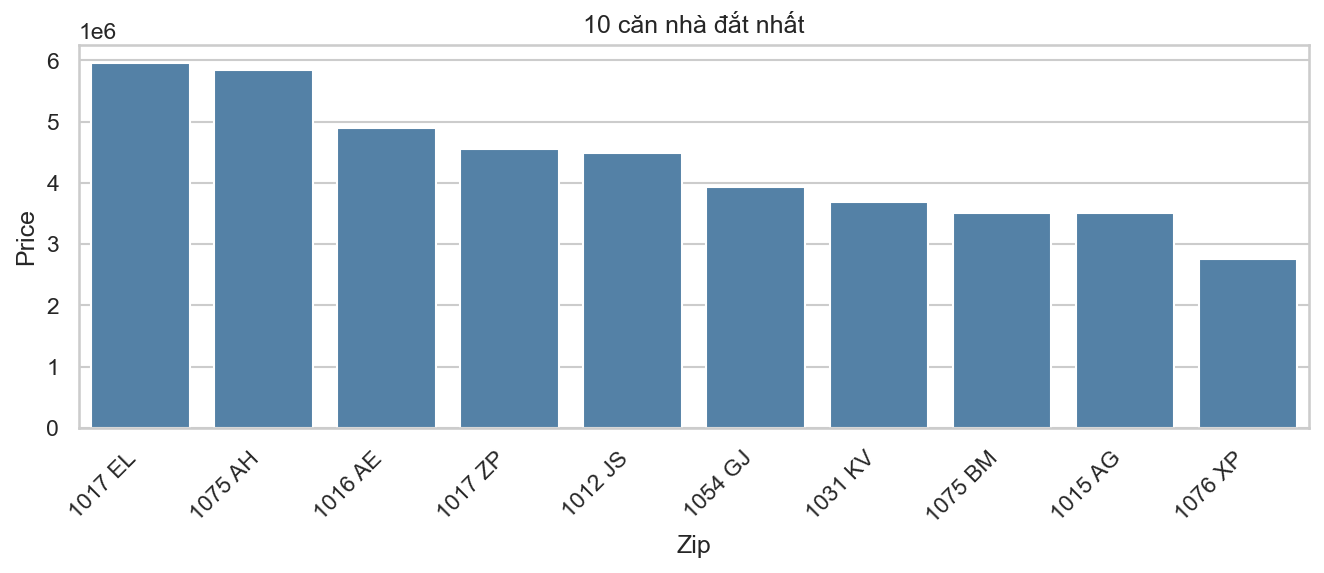 10 căn nhà đắt nhất
1e6
6
5
4
3
2
1
0
Price
1017 EL
1075 AH
1016 AE
1017 ZP
1012 JS
1054 GJ
1031 KV
1075 BM
1015 AG
1076 XP
Zip